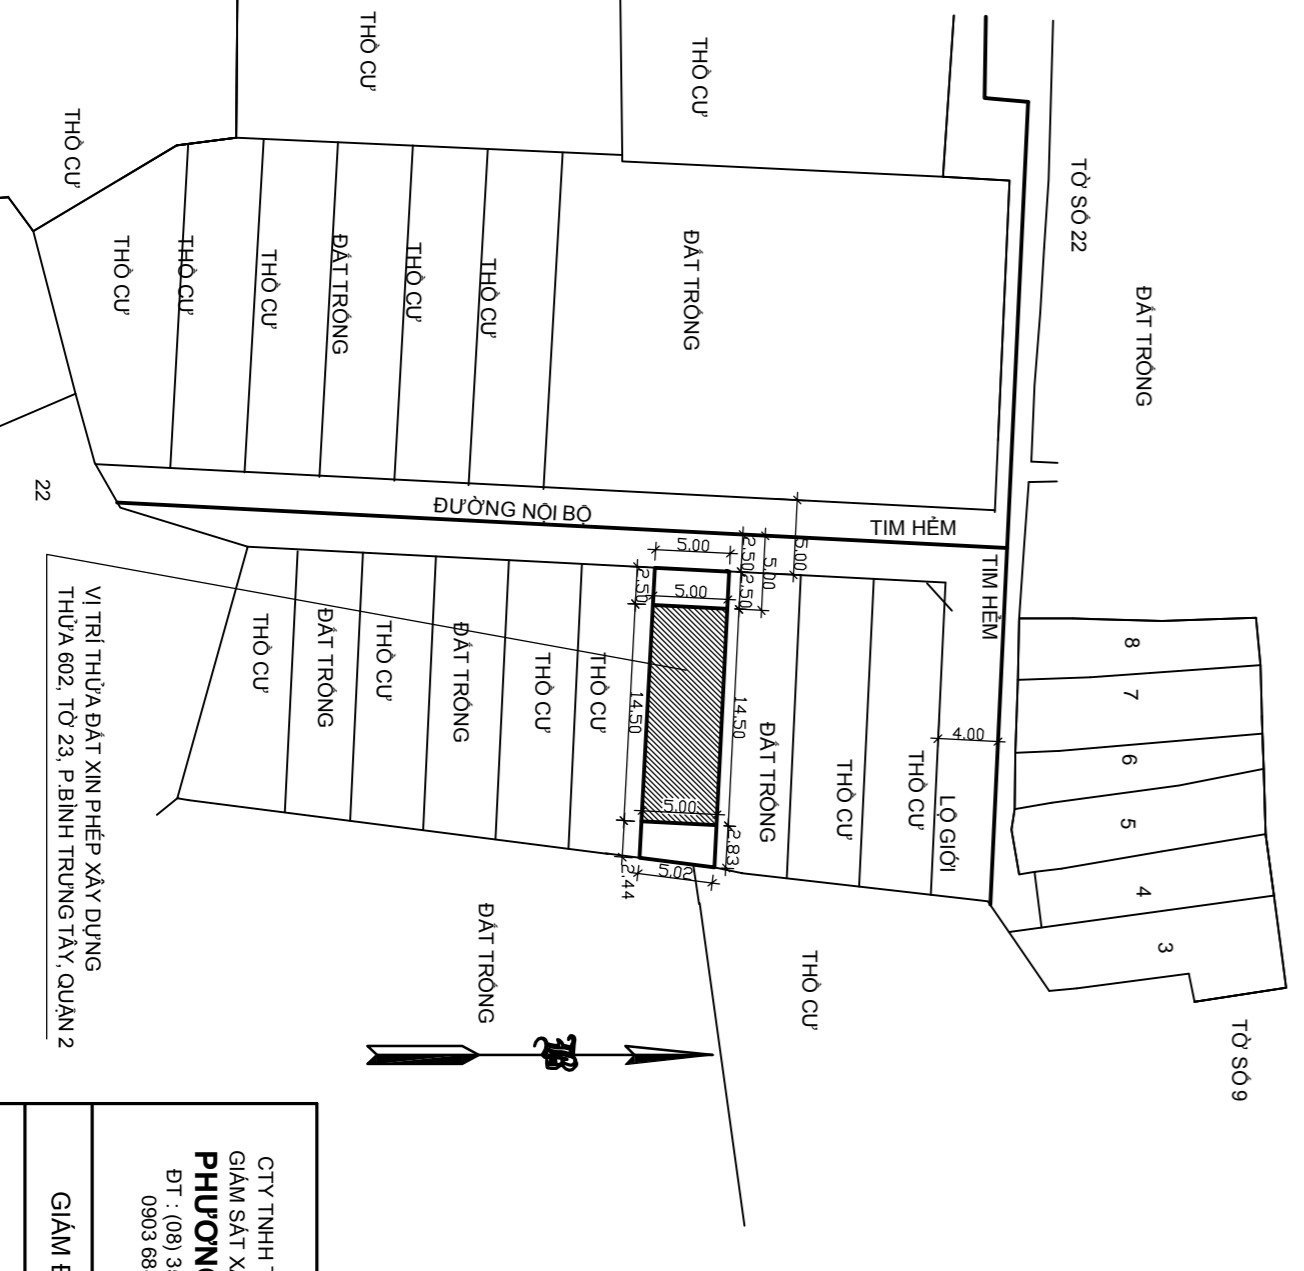 THỔ CƯ
THỔ CƯ
THỔ CƯ
TỜ SỐ 22
ĐẤT TRỐNG
THỔ CƯ
THỔ CƯ
THỔ CƯ
ĐẤT TRỐNG
THỔ CƯ
THỔ CƯ
ĐẤT TRỐNG
22
ĐƯỜNG NỘI BỘ
TIM HẺM
TIM HẺM
5.00
2.50
5.00
5.00
2.50
5.00
2.50
14.50
14.50
5.00
2.83
5.02
2.44
4.00
LỘ GIỚI
THỔ CƯ
ĐẤT TRỐNG
THỔ CƯ
ĐẤT TRỐNG
THỔ CƯ
THỔ CƯ
ĐẤT TRỐNG
THỔ CƯ
THỔ CƯ
8
7
6
5
4
3
VỊ TRÍ THỬA ĐẤT XIN PHÉP XÂY DỰNG
THỬA 602, TỜ 23, P.BÌNH TRƯNG TÂY, QUẬN 2
ĐẤT TRỐNG
THỔ CƯ
TỜ SỐ 9
B
CTY TNHH T
GIÁM SÁT X
PHƯƠNG
ĐT : (08) 3
0903 68
GIÁM Đ